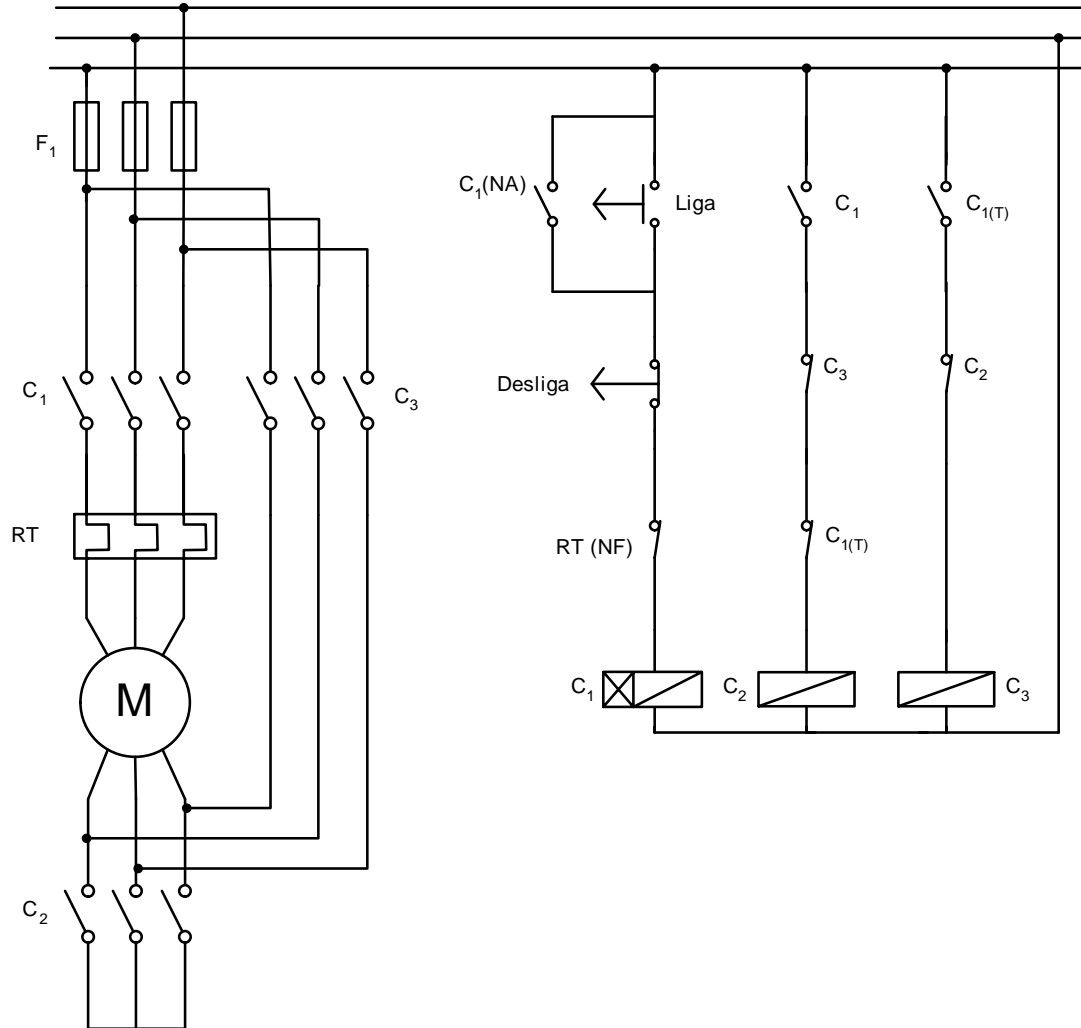 F₁
C₁
C₃
RT
M
C₂
C₁(NA)
Liga
Desliga
RT (NF)
C₁
C₁
C₃
C₁(T)
C₂
C₁(T)
C₂
C₃